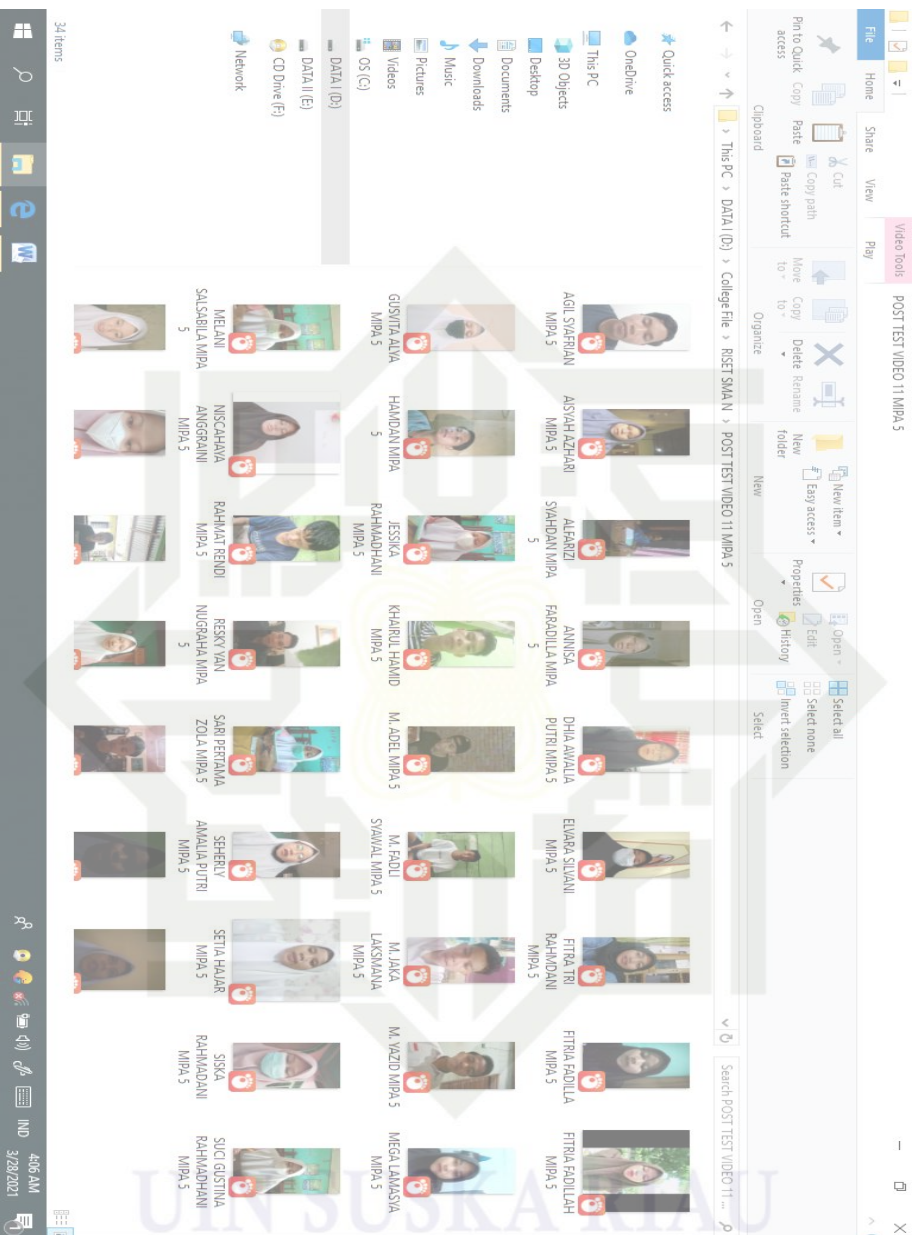 Video Tools
POST TEST VIDEO 11 MIPA 5
File
Home
Share
View
Play
Pin to Quick
access
Copy
Paste
Cut
Copy path
Paste shortcut
Clipboard
Move
to
Copy
to
Delete
Rename
Organize
New
folder
New item
Easy access
New
Properties
Open
Edit
History
Open
Select all
Select none
Invert selection
Select
This PC > DATA I (D:) > College File > RISET SMA N > POST TEST VIDEO 11 MIPA 5
Search POST TEST VIDEO 11 ...
Quick access
OneDrive
This PC
3D Objects
Desktop
Documents
Downloads
Music
Pictures
Videos
OS (C:)
DATA I (D:)
DATA II (E:)
CD Drive (F:)
Network
AGIL SYAFRIAN
MIPA 5
AISYAH AZHARI
MIPA 5
ALFARIZI
SYAHDAN MIPA
5
ANNISA
FARADILLA MIPA
5
DHIA AWALIA
PUTRI MIPA 5
ELVARA SILVANI
MIPA 5
FITRA TRI
RAHMDANI
MIPA 5
FITRIA FADILLA
MIPA 5
FITRIA FADILLAH
MIPA 5
GUSVITA ALYA
MIPA 5
HAMDAN MIPA
5
JESSIKA
RAHMADHANI
MIPA 5
KHAIRUL HAMID
MIPA 5
M. ADEL MIPA 5
M. FADLI
SYAWAL MIPA 5
M. JAKA
LAKSMANA
MIPA 5
M. YAZID MIPA 5
MEGA LAMASYA
MIPA 5
MELANI
SALSABILA MIPA
5
NISCAHAYA
ANGGRAINI
MIPA 5
RAHMAT RENDI
MIPA 5
RESKY YAN
NUGRAHA MIPA
5
SARI PERTAMA
ZOLA MIPA 5
SEHERLY
AMALIA PUTRI
MIPA 5
SETIA HAJAR
MIPA 5
SISKA
RAHMADANI
MIPA 5
SUCI GUSTINA
RAHMADHANI
MIPA 5
34 items
IND
4:06 AM
3/28/2021
1
UIN SUSKA RIAU